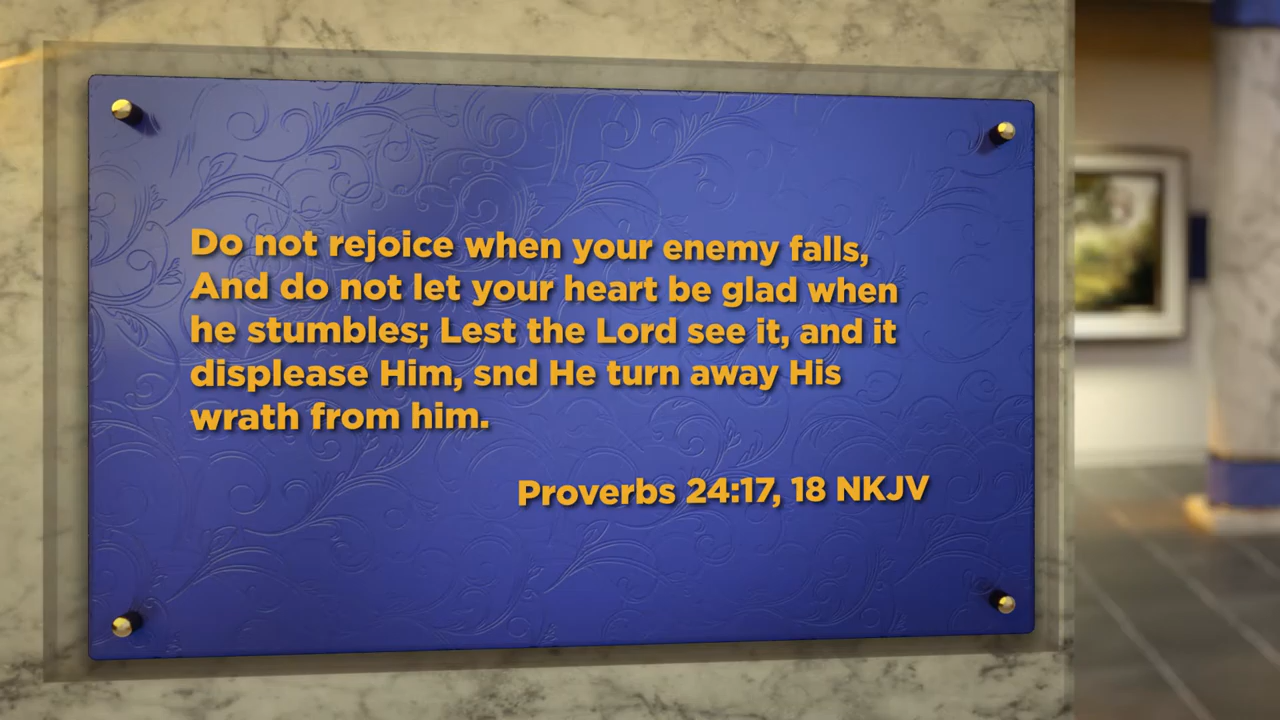 Do not rejoice when your enemy falls,
And do not let your heart be glad when
he stumbles; Lest the Lord see it, and it
displease Him, snd He turn away His
wrath from him.
Proverbs 24:17, 18 NKJV